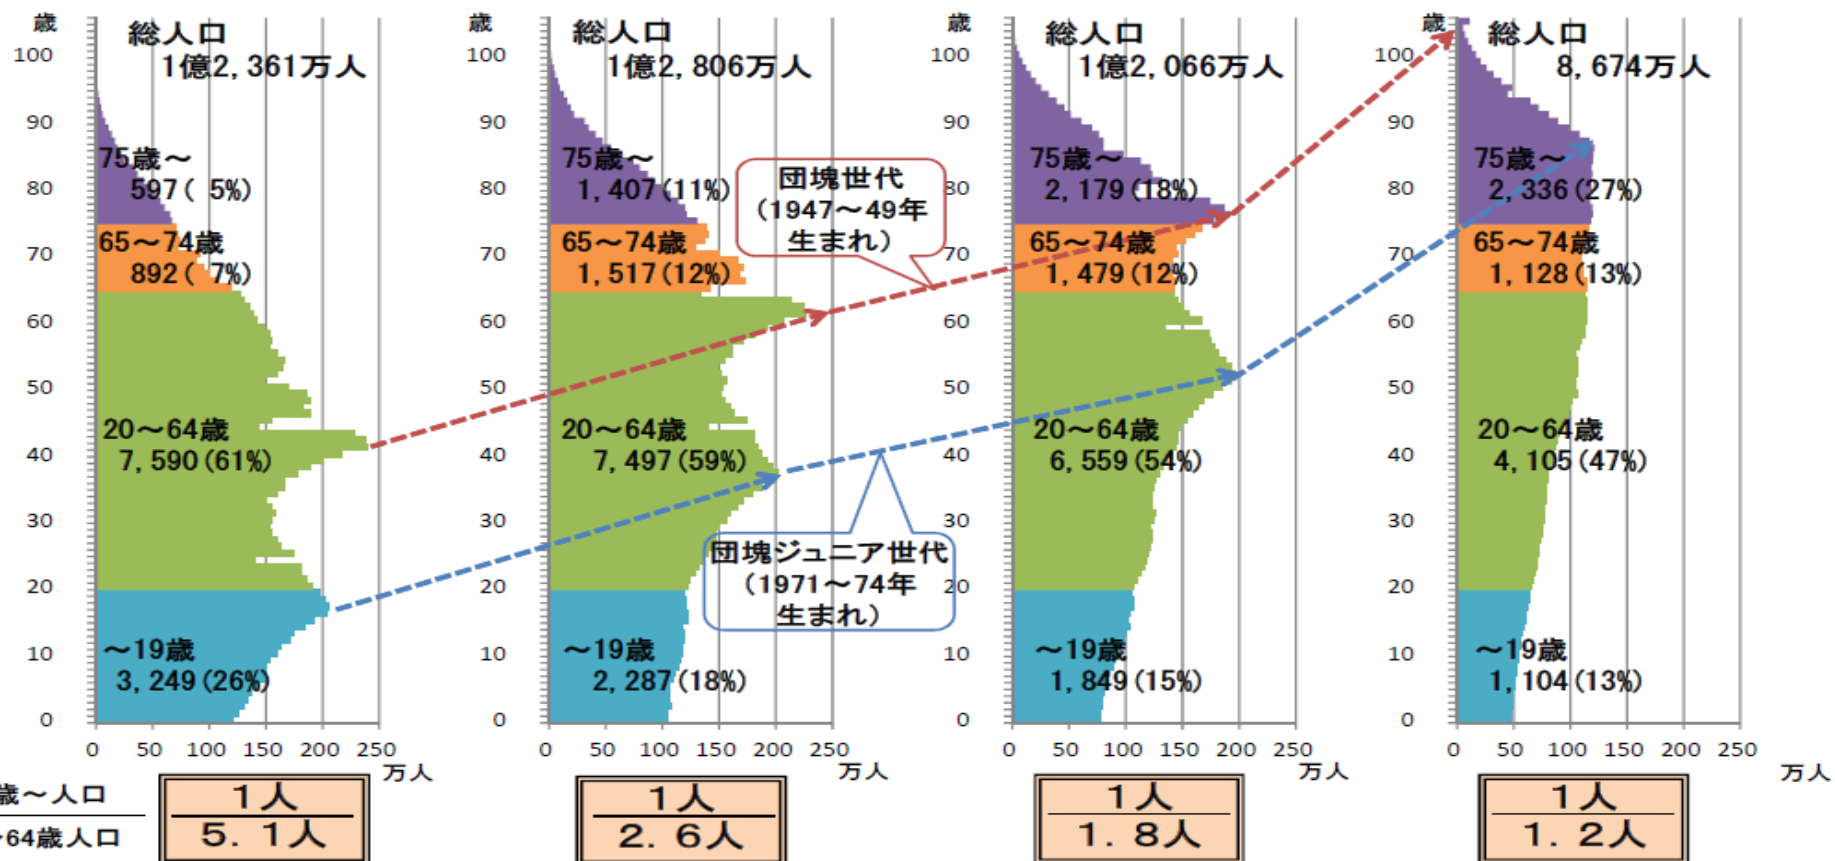 歳
総人口
1億2,361万人
100
90
75歳～
597( 5%)
80
65～74歳
70
892( 7%)
60
50
20～64歳
40
7,590(61%)
30
20
～19歳
10
3,249(26%)
0
0 50 100 150 200 250
万人
歳
総人口
1億2,806万人
100
90
75歳～
1,407(11%)
80
65～74歳
70
1,517(12%)
60
50
20～64歳
40
7,497(59%)
30
20
～19歳
10
2,287(18%)
0
0 50 100 150 200 250
万人
団塊世代
(1947～49年
生まれ)
団塊ジュニア世代
(1971～74年
生まれ)
歳
総人口
1億2,066万人
100
90
75歳～
2,179(18%)
80
65～74歳
70
1,479(12%)
60
50
20～64歳
40
6,559(54%)
30
20
～19歳
10
1,849(15%)
0
0 50 100 150 200 250
万人
歳
総人口
8,674万人
100
90
75歳～
2,336(27%)
80
65～74歳
70
1,128(13%)
60
50
20～64歳
40
4,105(47%)
30
20
～19歳
10
1,104(13%)
0
0 50 100 150 200 250
万人
歳～人口
64歳人口
1人
5.1人
1人
2.6人
1人
1.8人
1人
1.2人